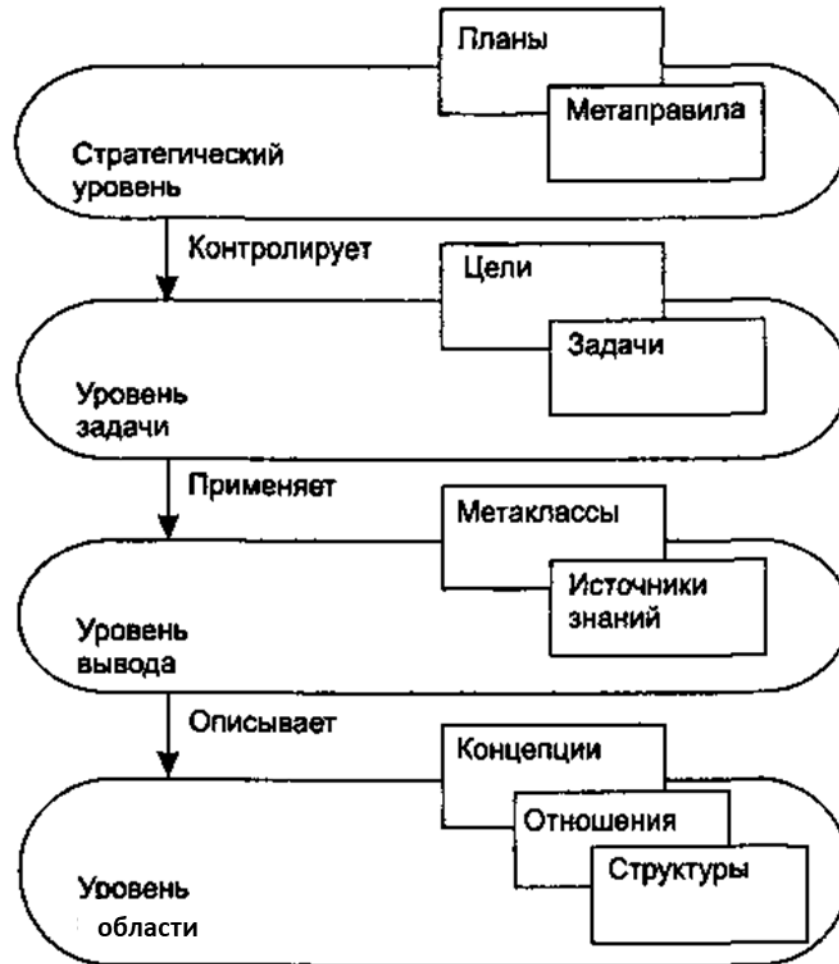 Планы
Метаправила
Стратегический
уровень
Контролирует
Цели
Задачи
Уровень
задачи
Применяет
Метаклассы
Источники
знаний
Уровень
вывода
Описывает
Концепции
Отношения
Структуры
Уровень
области